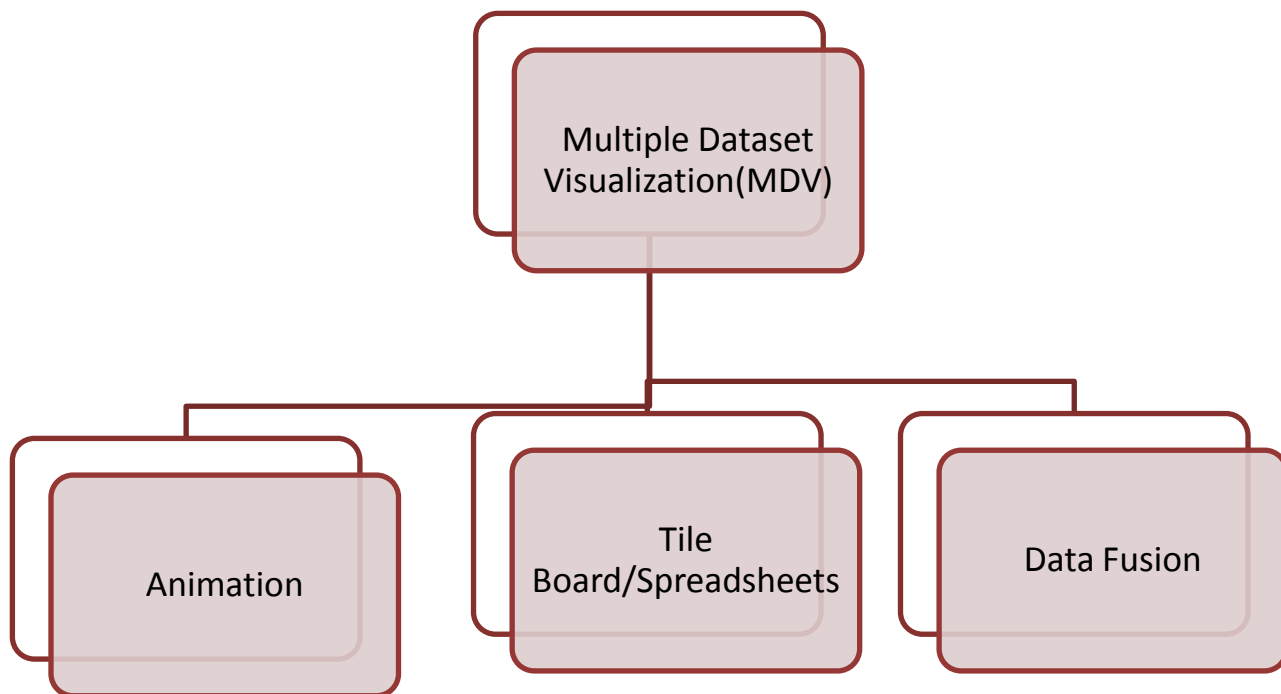 Multiple Dataset
Visualization(MDV)
Animation
Tile
Board/Spreadsheets
Data Fusion